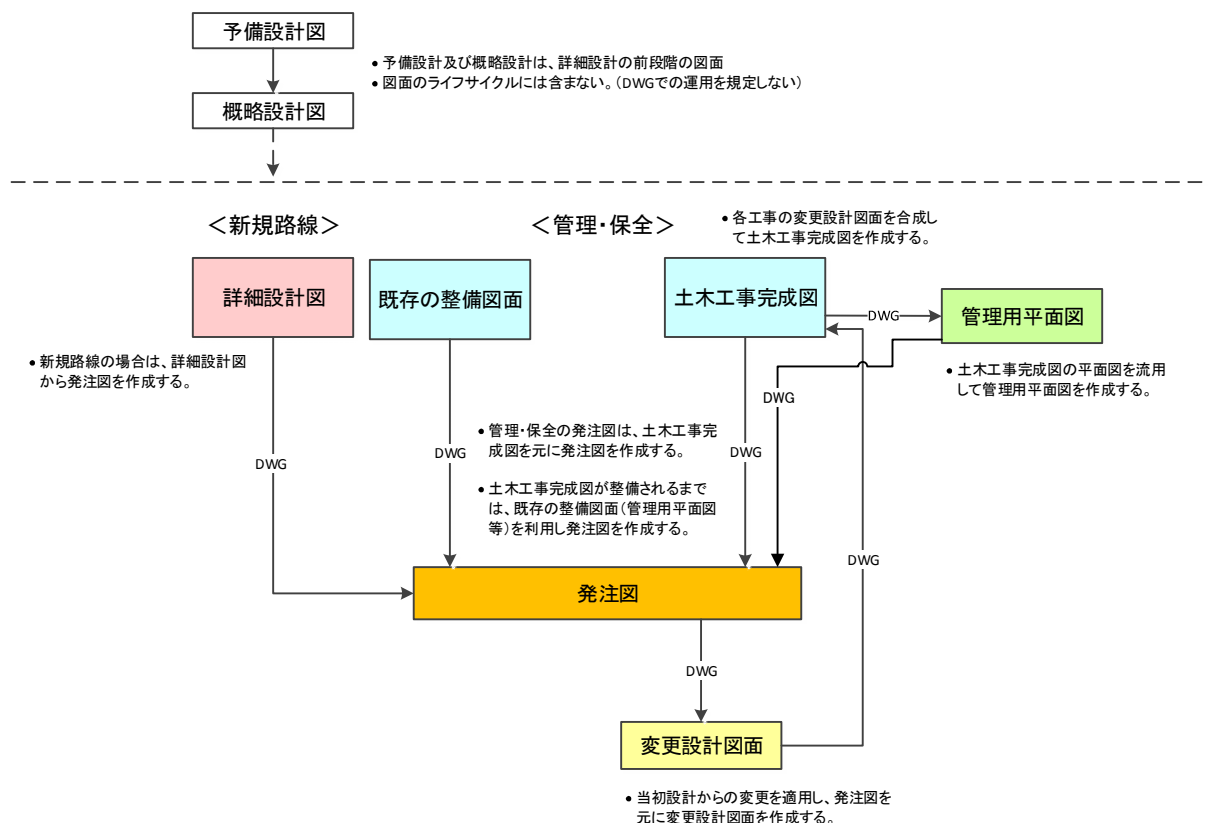 予備設計図
• 予備設計及び概略設計は、詳細設計の前段階の図面
• 図面のライフサイクルには含まない。(DWGでの運用を規定しない)
概略設計図
＜新規路線＞
＜管理・保全＞
• 各工事の変更設計図面を合成し
て土木工事完成図を作成する。
詳細設計図
既存の整備図面
土木工事完成図
DWG
管理用平面図
• 新規路線の場合は、詳細設計図
から発注図を作成する。
• 土木工事完成図の平面図を流用
して管理用平面図を作成する。
DWG
• 管理・保全の発注図は、土木工事完
成図を元に発注図を作成する。
DWG
DWG
DWG
• 土木工事完成図が整備されるまで
は、既存の整備図面(管理用平面図
等)を利用し発注図を作成する。
DWG
発注図
DWG
変更設計図面
• 当初設計からの変更を適用し、発注図を
元に変更設計図面を作成する。